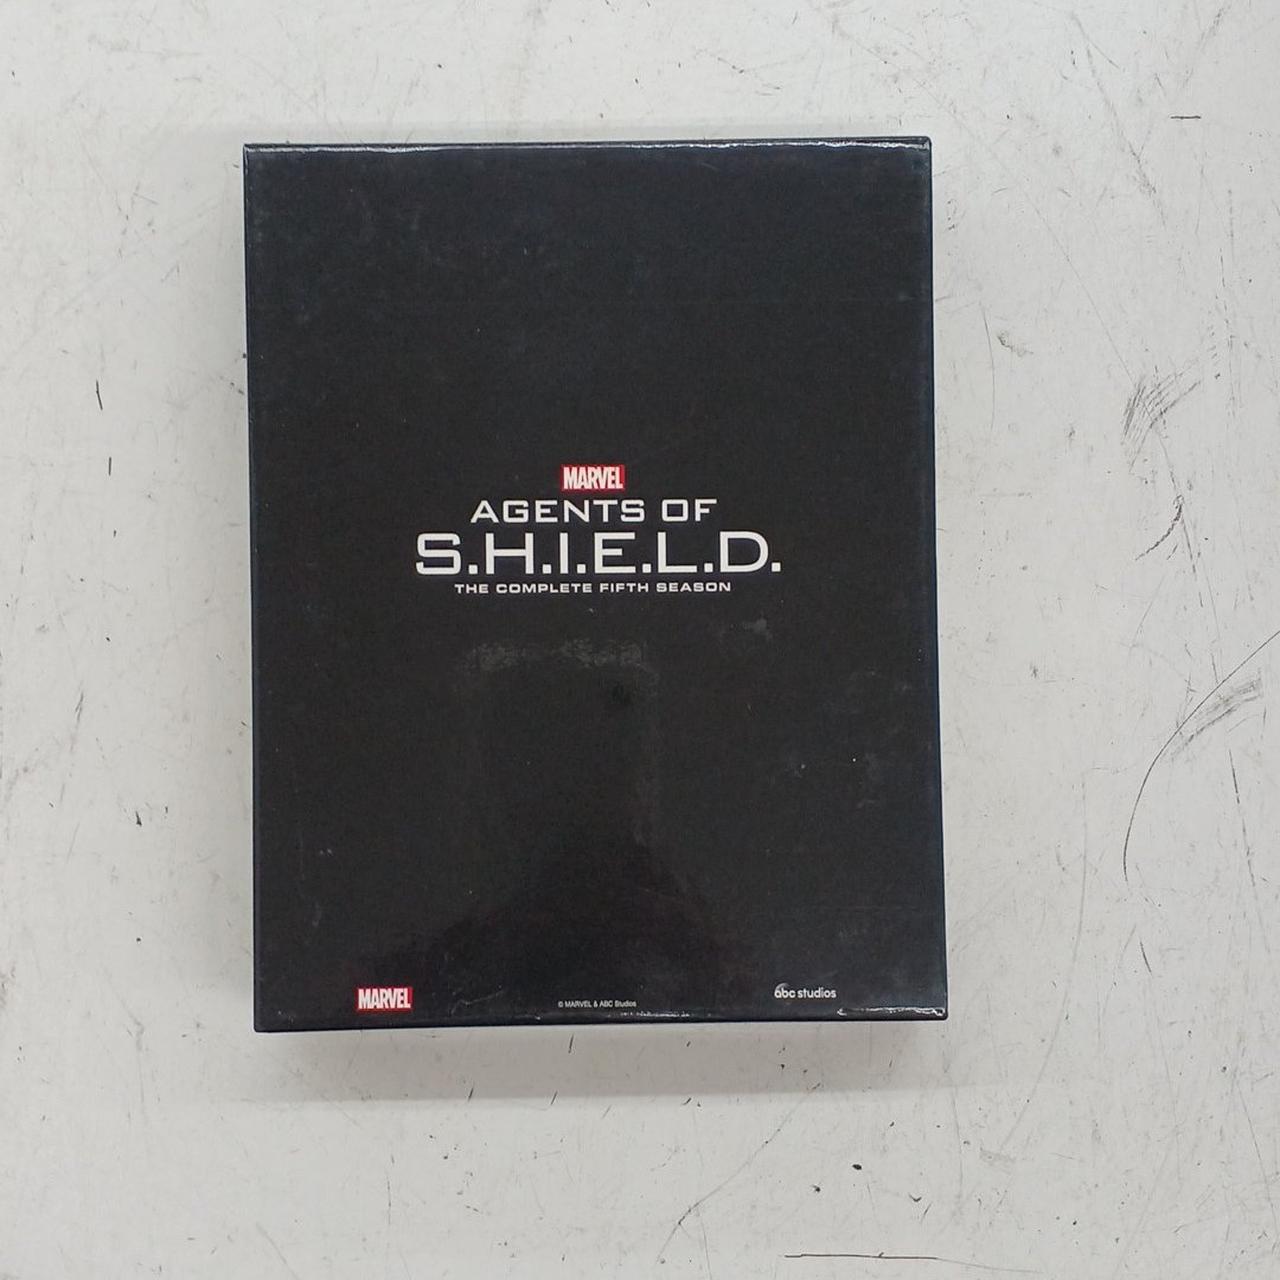 MARVEL
AGENTS OF
S.H.I.E.L.D.
THE COMPLETE FIFTH SEASON
MARVEL
© MARVEL & ABC Studios
abc studios